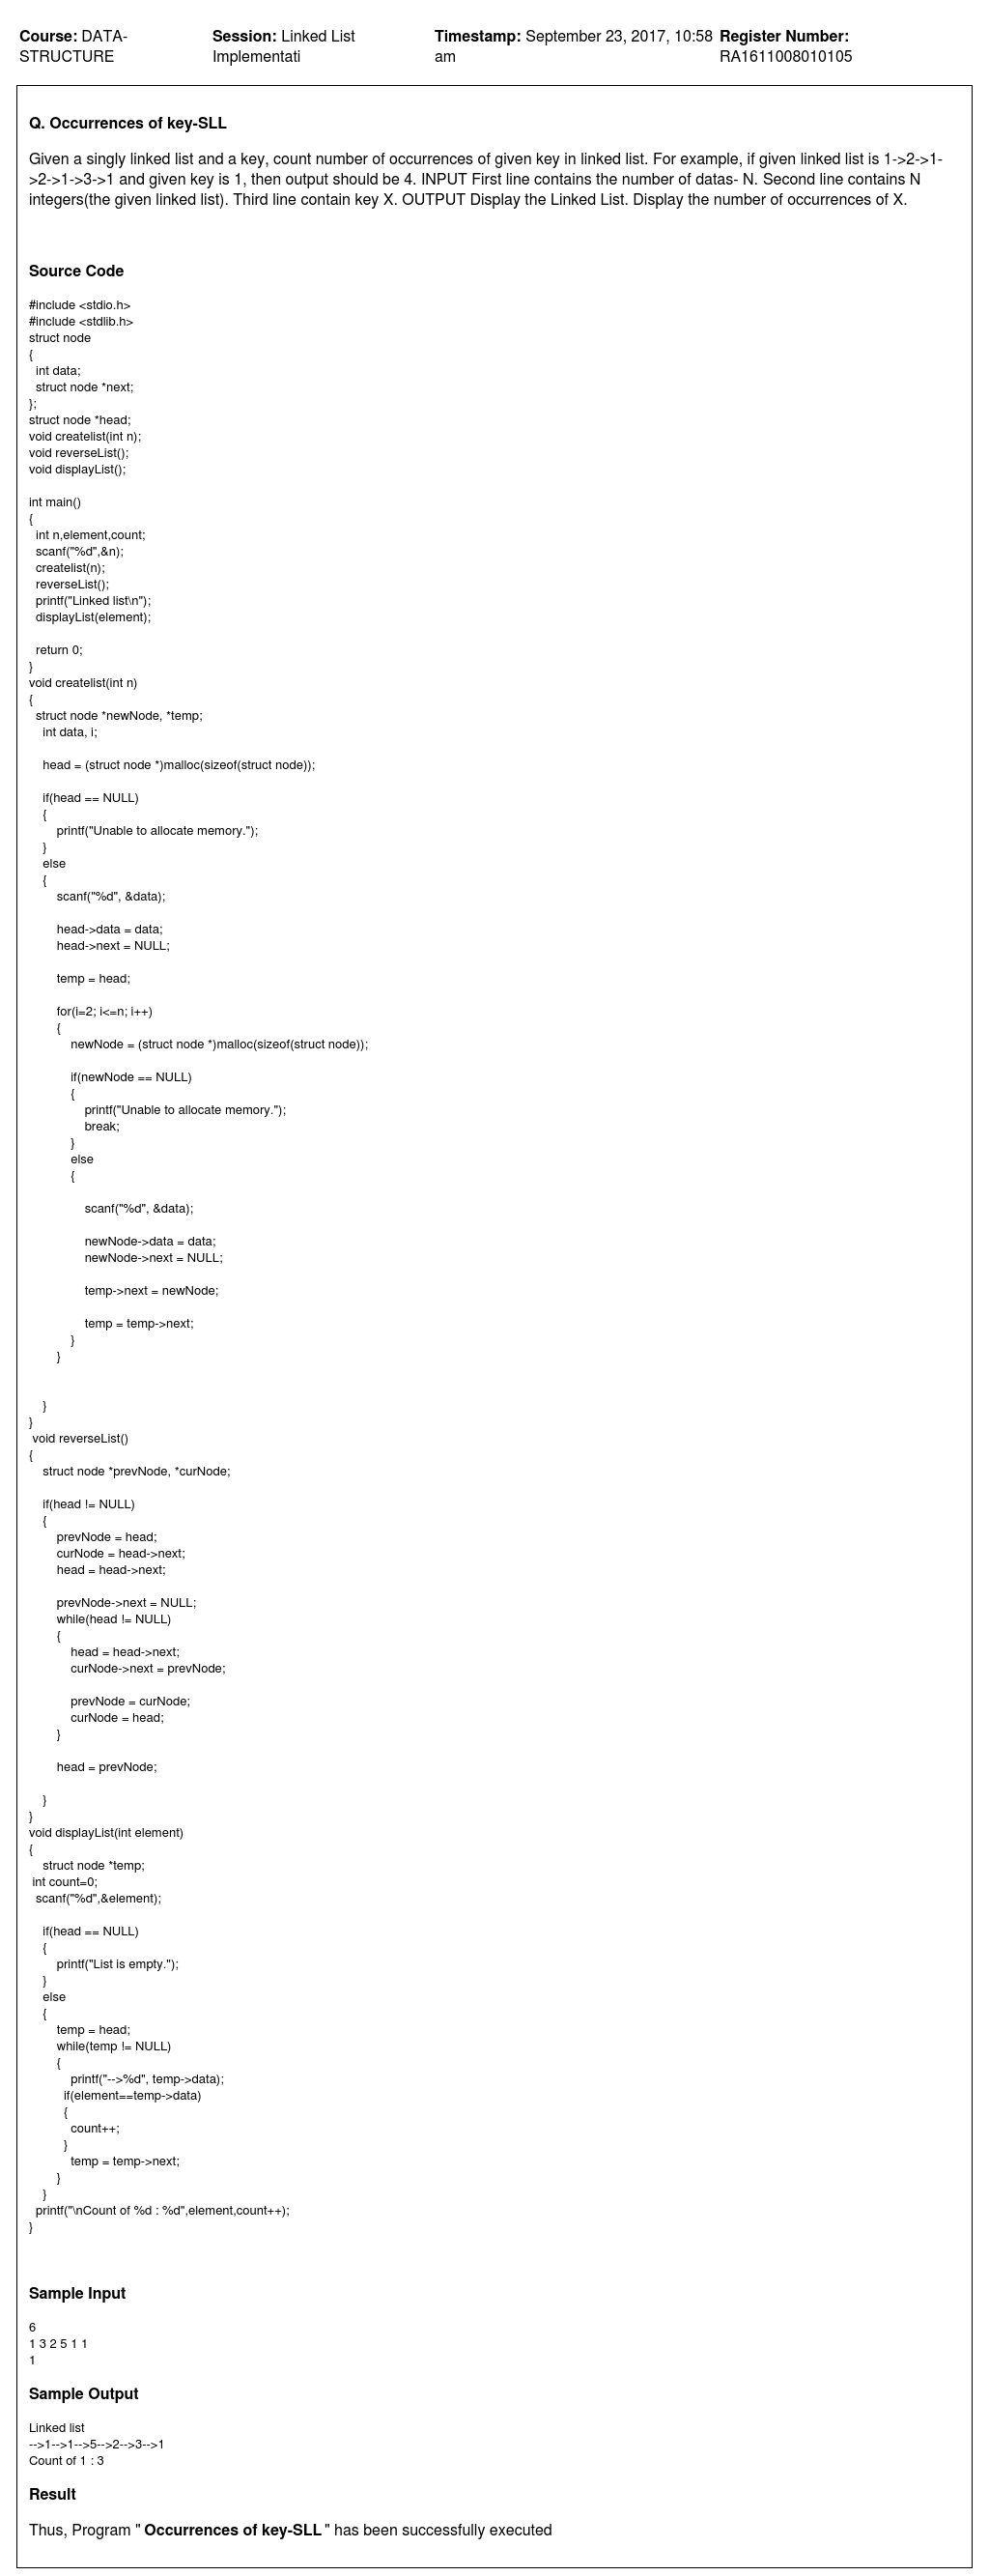 Course: DATA-STRUCTURE
Session: Linked List Implementati
Timestamp: September 23, 2017, 10:58 am
Register Number: RA1611008010105
Q. Occurrences of key-SLL
Given a singly linked list and a key, count number of occurrences of given key in linked list. For example, if given linked list is 1->2->1-
>2->1->3->1 and given key is 1, then output should be 4. INPUT First line contains the number of datas- N. Second line contains N
integers(the given linked list). Third line contain key X. OUTPUT Display the Linked List. Display the number of occurrences of X.
Source Code
#include <stdio.h>
#include <stdlib.h>
struct node
{
  int data;
  struct node *next;
};
struct node *head;
void createlist(int n);
void reverseList();
void displayList();

int main()
{
  int n,element,count;
  scanf("%d",&n);
  createlist(n);
  reverseList();
  printf("Linked list\n");
  displayList(element);

  return 0;
}
void createlist(int n)
{
  struct node *newNode, *temp;
    int data, i;

    head = (struct node *)malloc(sizeof(struct node));

    if(head == NULL)
    {
        printf("Unable to allocate memory.");
    }
    else
    {
        scanf("%d", &data);

        head->data = data;
        head->next = NULL;

        temp = head;

        for(i=2; i<=n; i++)
        {
            newNode = (struct node *)malloc(sizeof(struct node));

            if(newNode == NULL)
            {
                printf("Unable to allocate memory.");
                break;
            }
            else
            {

                scanf("%d", &data);

                newNode->data = data;
                newNode->next = NULL;

                temp->next = newNode;

                temp = temp->next;
            }
        }


    }
}
 void reverseList()
{
    struct node *prevNode, *curNode;

    if(head != NULL)
    {
        prevNode = head;
        curNode = head->next;
        head = head->next;

        prevNode->next = NULL;
        while(head != NULL)
        {
            head = head->next;
            curNode->next = prevNode;

            prevNode = curNode;
            curNode = head;
        }

        head = prevNode;

    }
}
void displayList(int element)
{
    struct node *temp;
 int count=0;
  scanf("%d",&element);

    if(head == NULL)
    {
        printf("List is empty.");
    }
    else
    {
        temp = head;
        while(temp != NULL)
        {
            printf("-->%d", temp->data);
          if(element==temp->data)
          {
            count++;
          }
            temp = temp->next;
        }
    }
  printf("\nCount of %d : %d",element,count++);
}
Sample Input
6
1 3 2 5 1 1
1
Sample Output
Linked list
-->1-->1-->5-->2-->3-->1
Count of 1 : 3
Result
Thus, Program " Occurrences of key-SLL " has been successfully executed